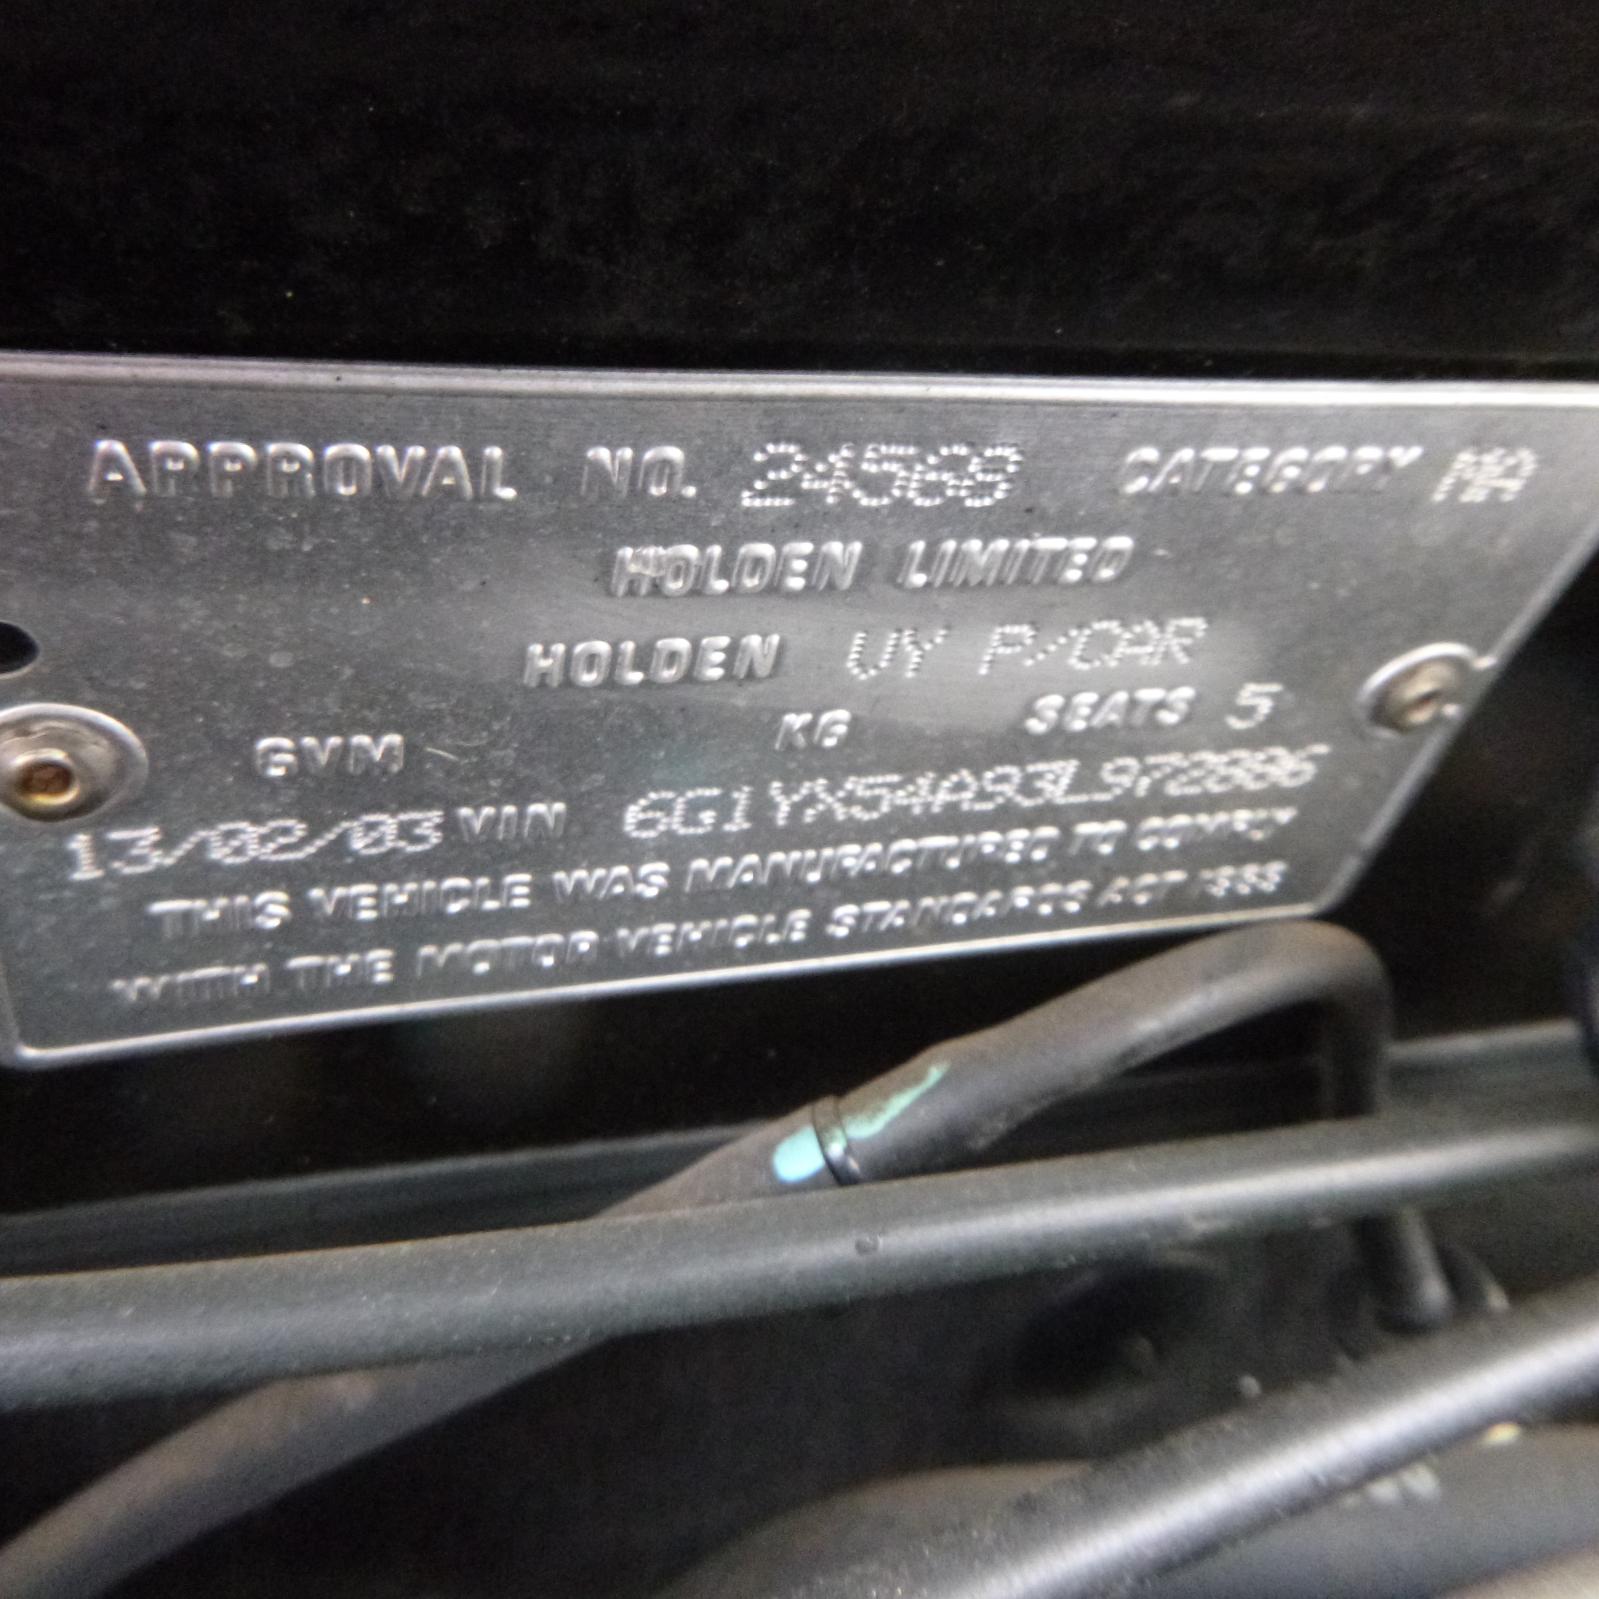 APPROVAL NO. 24568 CATEGORY MA
HOLDEN LIMITED
HOLDEN VY P/CAR
GVM KG SEATS 5
13/02/03 VIN 6G1YX54A93L972886
THIS VEHICLE WAS MANUFACTURED TO COMPLY
WITH THE MOTOR VEHICLE STANDARDS ACT 1989